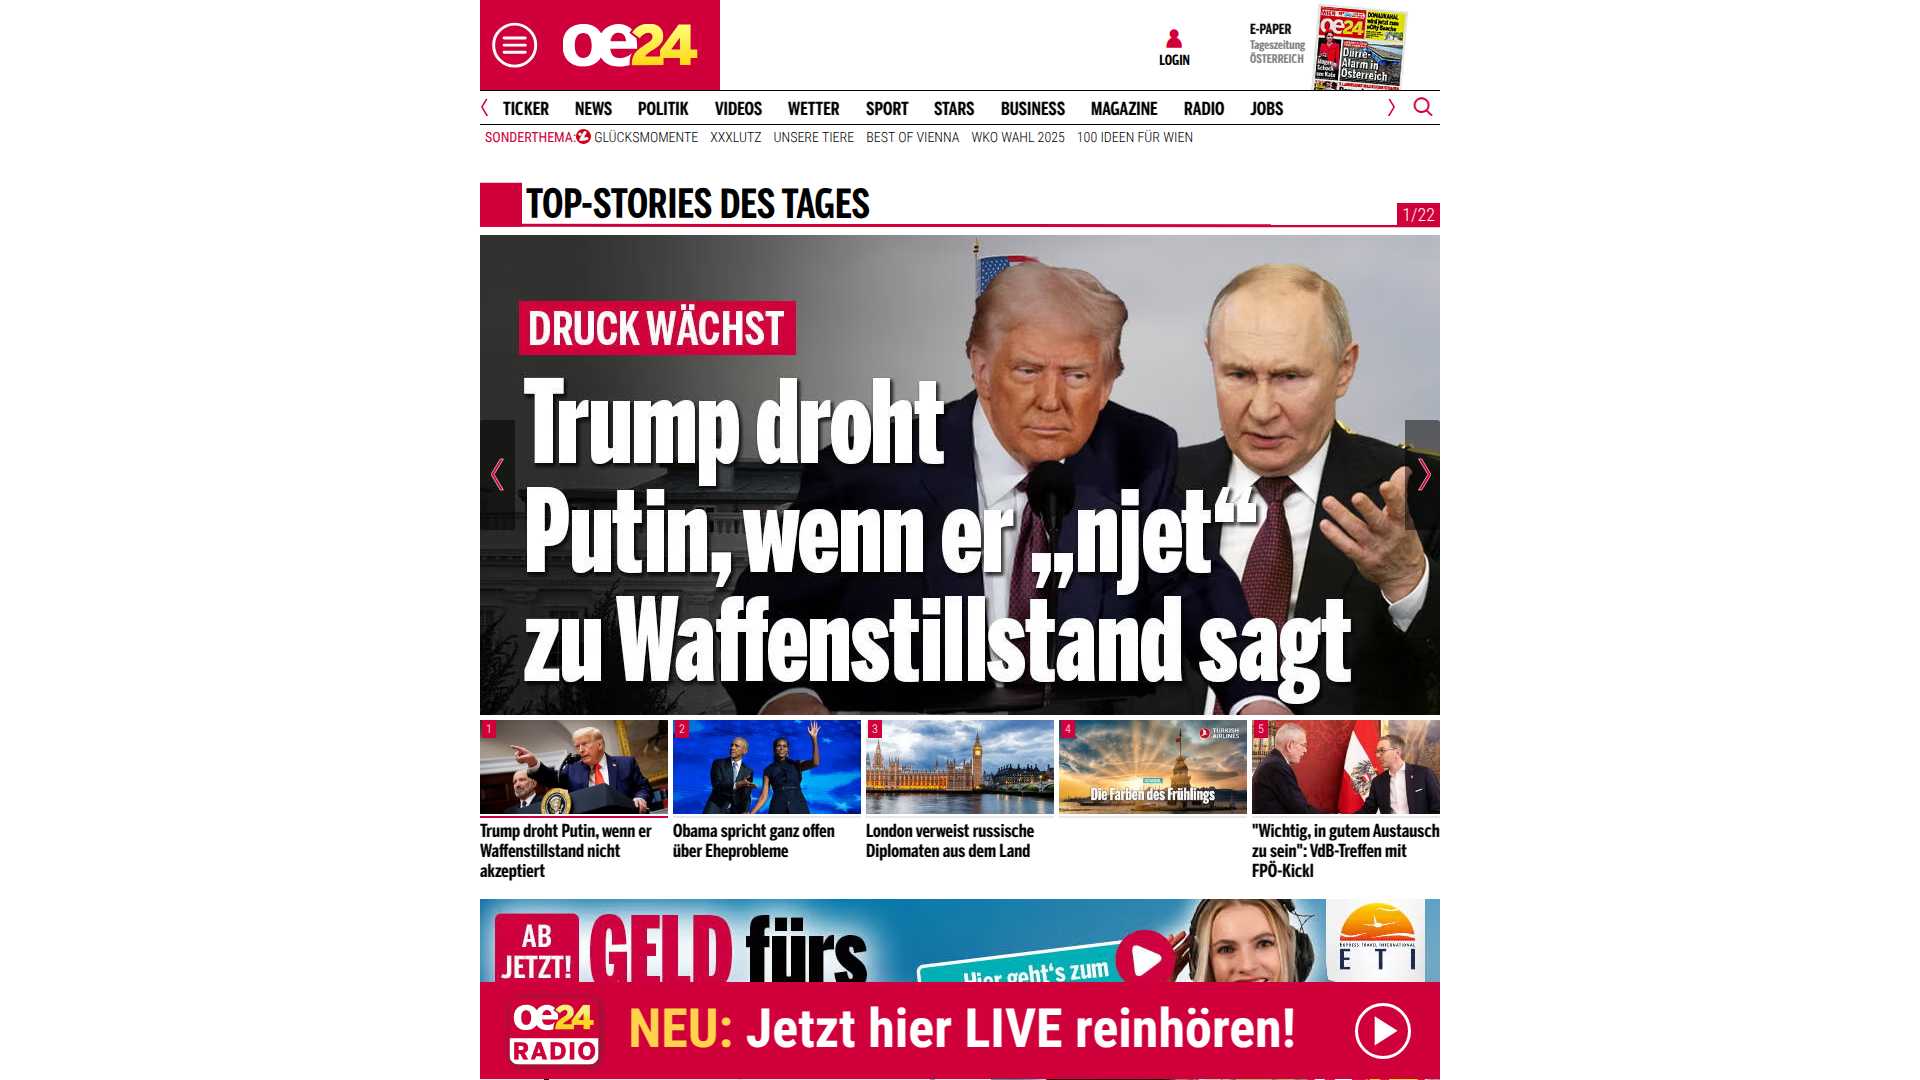 oe24
LOGIN
E-PAPER
Tageszeitung
ÖSTERREICH
oe24
Dürre-
Alarm in
Österreich
TICKER NEWS POLITIK VIDEOS WETTER SPORT STARS BUSINESS MAGAZINE RADIO JOBS
SONDERTHEMA: GLÜCKSMOMENTE XXXLUTZ UNSERE TIERE BEST OF VIENNA WKO WAHL 2025 100 IDEEN FÜR WIEN
TOP-STORIES DES TAGES
1/22
DRUCK WÄCHST
Trump droht
Putin, wenn er „njet“
zu Waffenstillstand sagt
1
2
3
4
5
TURKISH
AIRLINES
Die Farben des Frühlings
Trump droht Putin, wenn er
Waffenstillstand nicht
akzeptiert
Obama spricht ganz offen
über Eheprobleme
London verweist russische
Diplomaten aus dem Land
"Wichtig, in gutem Austausch
zu sein": VdB-Treffen mit
FPÖ-Kickl
AB
JETZT!
GELD fürs
Hier geht‘s zum
EXPRESS TRAVEL INTERNATIONAL
ETI
oe24
RADIO
NEU: Jetzt hier LIVE reinhören!